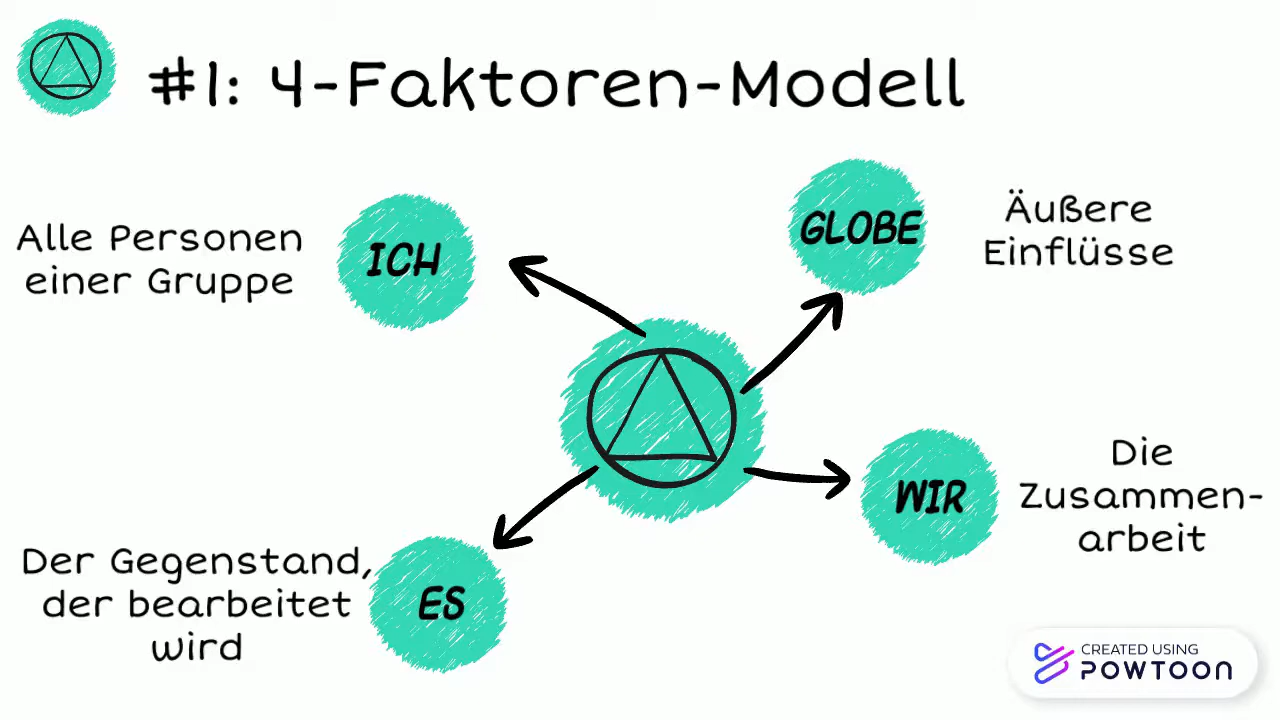 #1: 4-Faktoren-Modell
Alle Personen
einer Gruppe
ICH
GLOBE
Äußere
Einflüsse
WIR
Die
Zusammen-
arbeit
Der Gegenstand,
der bearbeitet
wird
ES
CREATED USING
POWTOON